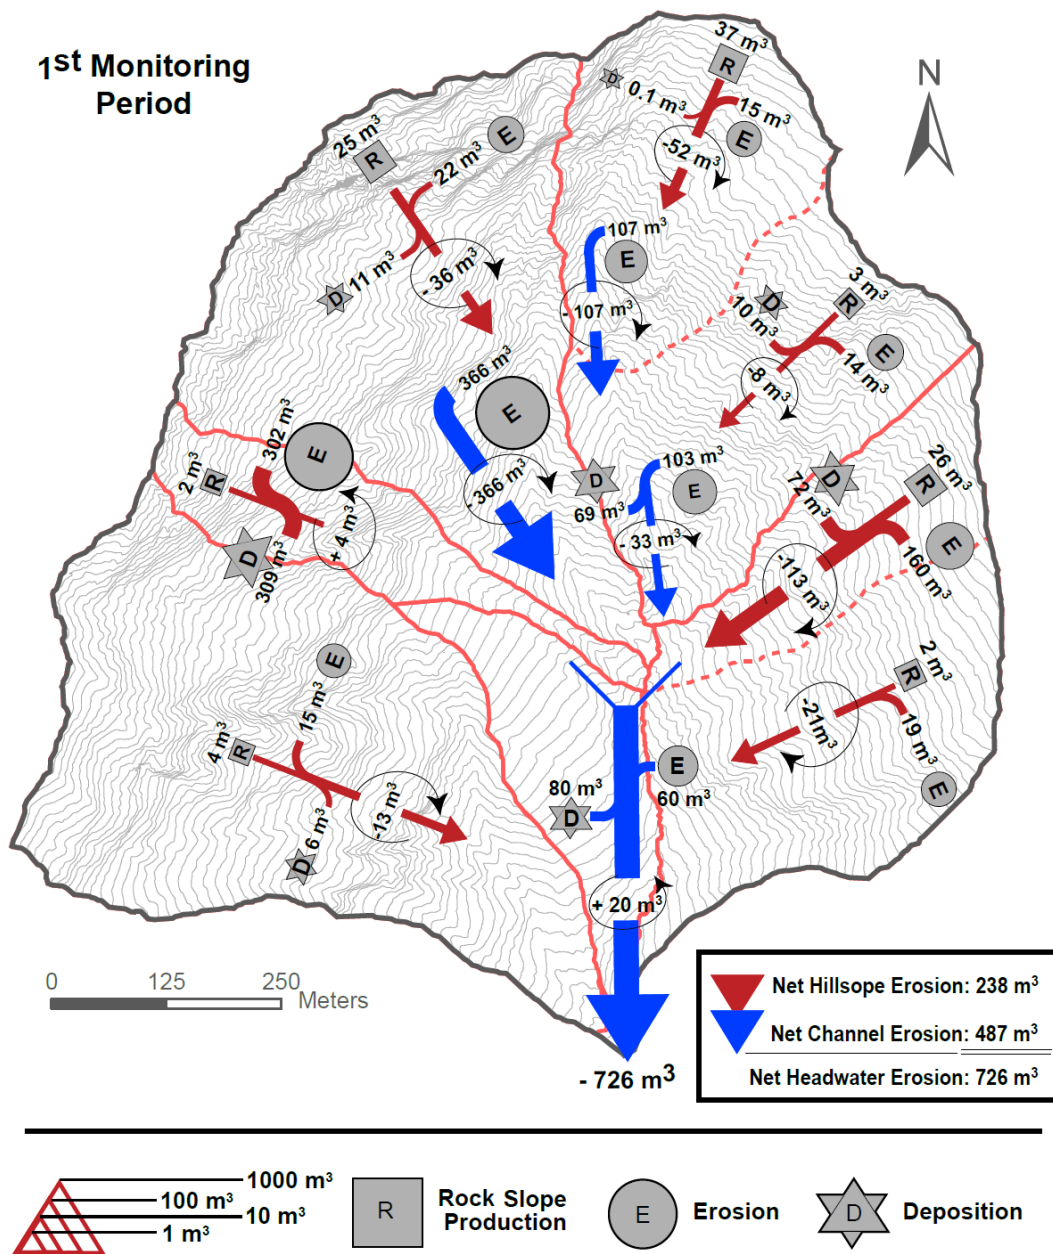 1st Monitoring
Period
N
37 m³
R
D
0.1 m³
15 m³
E
-52 m³
25 m³
R
22 m³
E
D
11 m³
- 36 m³
107 m³
E
- 107 m³
3 m³
R
D
10 m³
E
14 m³
-8 m³
366 m³
E
- 366 m³
302 m³
E
2 m³
R
+ 4 m³
D
309 m³
103 m³
E
D
69 m³
- 33 m³
26 m³
R
D
72 m³
E
160 m³
-113 m³
2 m³
R
-21m³
19 m³
E
E
15 m³
4 m³
R
-13 m³
6 m³
D
E
60 m³
80 m³
D
+ 20 m³
0 125 250
Meters
- 726 m³
Net Hillsope Erosion: 238 m³
Net Channel Erosion: 487 m³
Net Headwater Erosion: 726 m³
1000 m³
100 m³
10 m³
1 m³
R
Rock Slope
Production
E
Erosion
D
Deposition